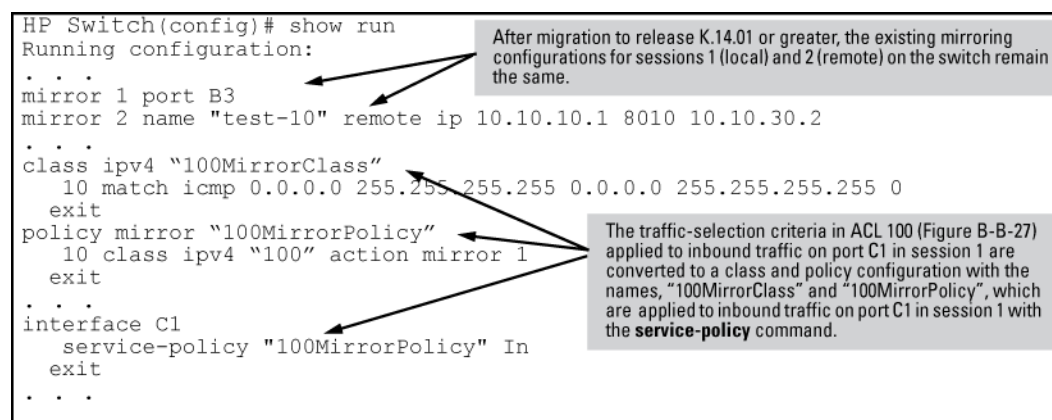 HP Switch(config)# show run
Running configuration:
. . .
mirror 1 port B3
mirror 2 name "test-10" remote ip 10.10.10.1 8010 10.10.30.2
. . .
class ipv4 “100MirrorClass”
10 match icmp 0.0.0.0 255.255.255.255 0.0.0.0 255.255.255.255 0
exit
policy mirror “100MirrorPolicy”
10 class ipv4 “100” action mirror 1
exit
. . .
interface C1
service-policy "100MirrorPolicy" In
exit
. . .
After migration to release K.14.01 or greater, the existing mirroring
configurations for sessions 1 (local) and 2 (remote) on the switch remain
the same.
The traffic-selection criteria in ACL 100 (Figure B-B-27)
applied to inbound traffic on port C1 in session 1 are
converted to a class and policy configuration with the
names, “100MirrorClass” and “100MirrorPolicy”, which
are applied to inbound traffic on port C1 in session 1 with
the service-policy command.